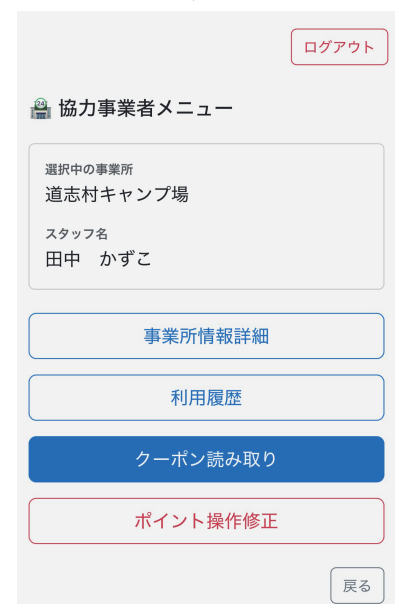 ログアウト
🏪 協力事業者メニュー
選択中の事業所
道志村キャンプ場
スタッフ名
田中　かずこ
事業所情報詳細
利用履歴
クーポン読み取り
ポイント操作修正
戻る